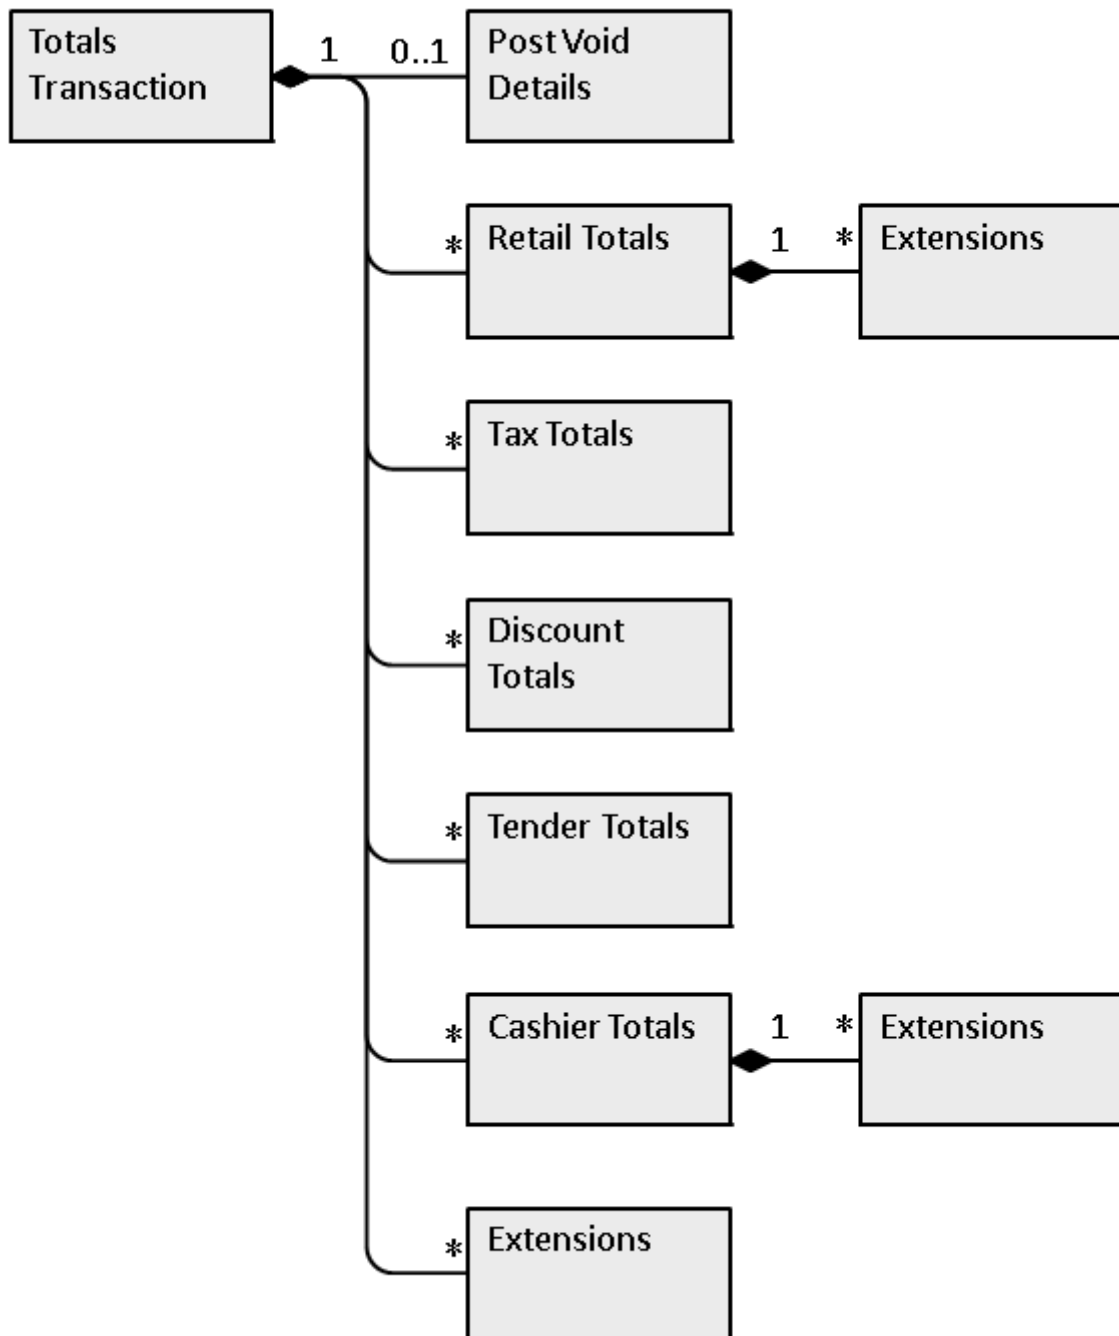 Totals
Transaction
1
0..1
Post Void
Details
*
Retail Totals
1
*
Extensions
*
Tax Totals
*
Discount
Totals
*
Tender Totals
*
Cashier Totals
1
*
Extensions
*
Extensions